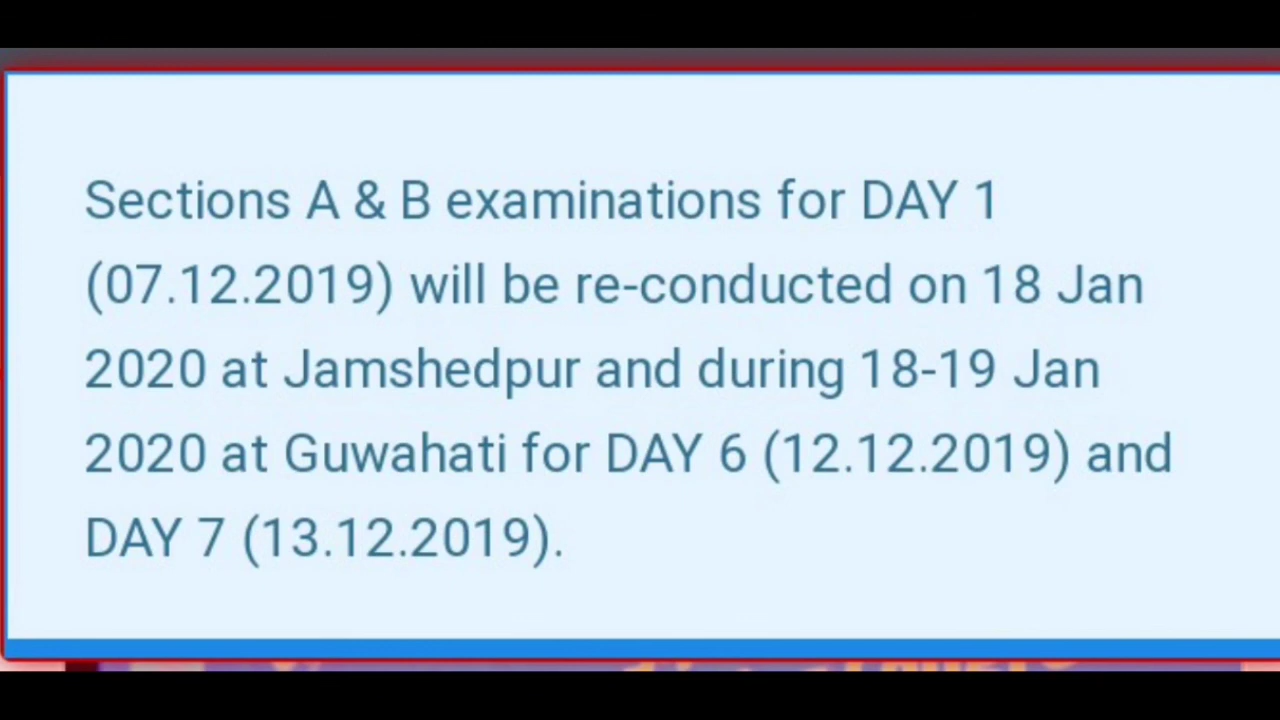 Sections A & B examinations for DAY 1
(07.12.2019) will be re-conducted on 18 Jan
2020 at Jamshedpur and during 18-19 Jan
2020 at Guwahati for DAY 6 (12.12.2019) and
DAY 7 (13.12.2019).